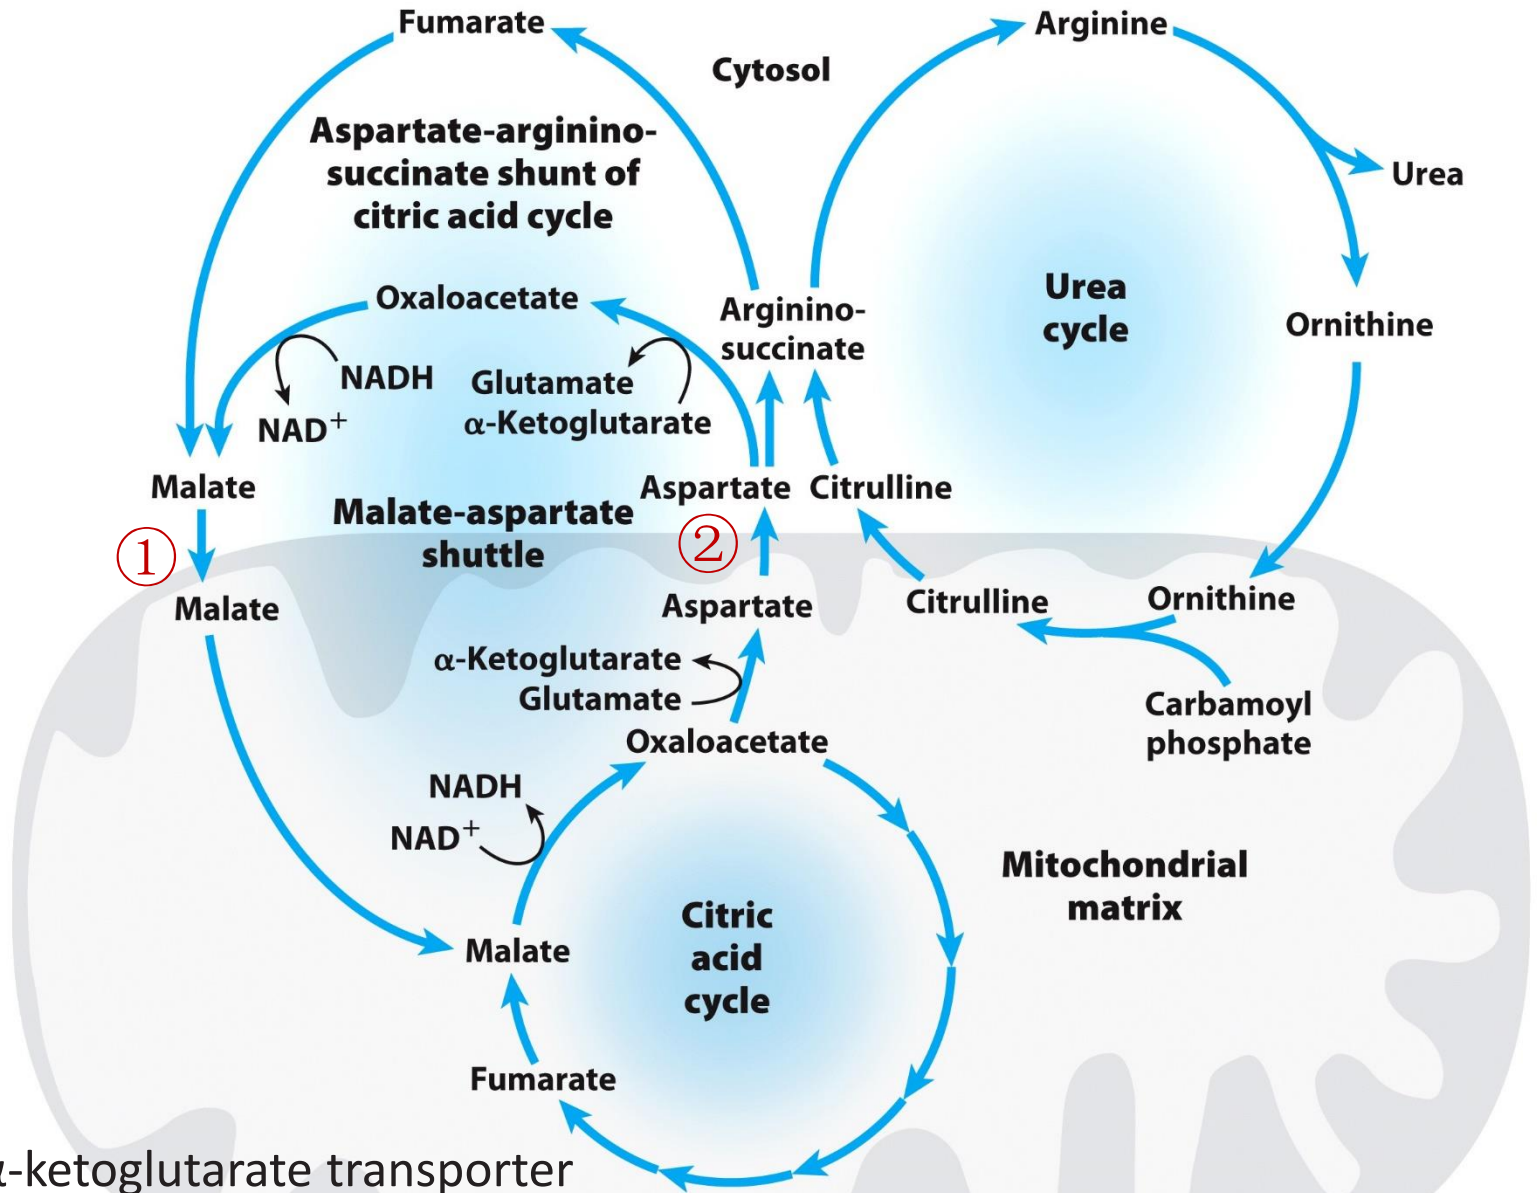 Fumarate
Cytosol
Arginine
Aspartate-arginino-
succinate shunt of
citric acid cycle
Urea
Oxaloacetate
NADH
NAD+
Glutamate
α-Ketoglutarate
Arginino-
succinate
Urea
cycle
Ornithine
Malate
Malate-aspartate
shuttle
Aspartate
Citrulline
①
②
Malate
Aspartate
Citrulline
Ornithine
α-Ketoglutarate
Glutamate
Carbamoyl
phosphate
Oxaloacetate
NADH
NAD+
Mitochondrial
matrix
Citric
acid
cycle
Malate
Fumarate
α-ketoglutarate transporter